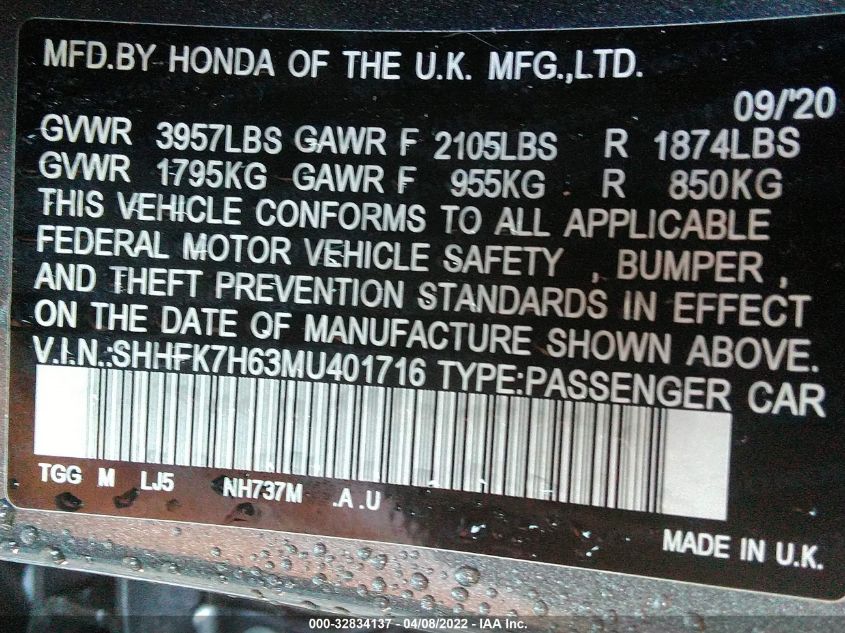 MFD.BY HONDA OF THE U.K. MFG.,LTD.
09/'20
GVWR 3957LBS GAWR F 2105LBS R 1874LBS
GVWR 1795KG GAWR F 955KG R 850KG
THIS VEHICLE CONFORMS TO ALL APPLICABLE
FEDERAL MOTOR VEHICLE SAFETY , BUMPER ,
AND THEFT PREVENTION STANDARDS IN EFFECT
ON THE DATE OF MANUFACTURE SHOWN ABOVE.
V.I.N.:SHHFK7H63MU401716 TYPE:PASSENGER CAR
TGG M LJ5 NH737M .A .U
MADE IN U.K.
000-32834137 - 04/08/2022 - IAA Inc.